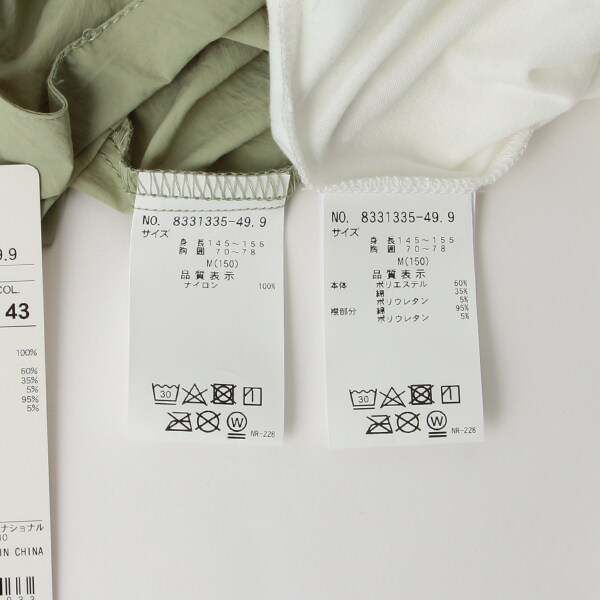 NO. 8331335-49.9
サイズ
身 長 145～155
胸 囲 70～78
M(150)
品質表示
ナイロン 100%
30
W
NR-228
NO. 8331335-49.9
サイズ
身 長 145～155
胸 囲 70～78
M(150)
品質表示
本体 ポリエステル 60%
綿 35%
ポリウレタン 5%
襟部分 綿 95%
ポリウレタン 5%
30
W
NR-228
9.9
COL.
43
100%
60%
35%
5%
95%
5%
ナショナル
IN CHINA